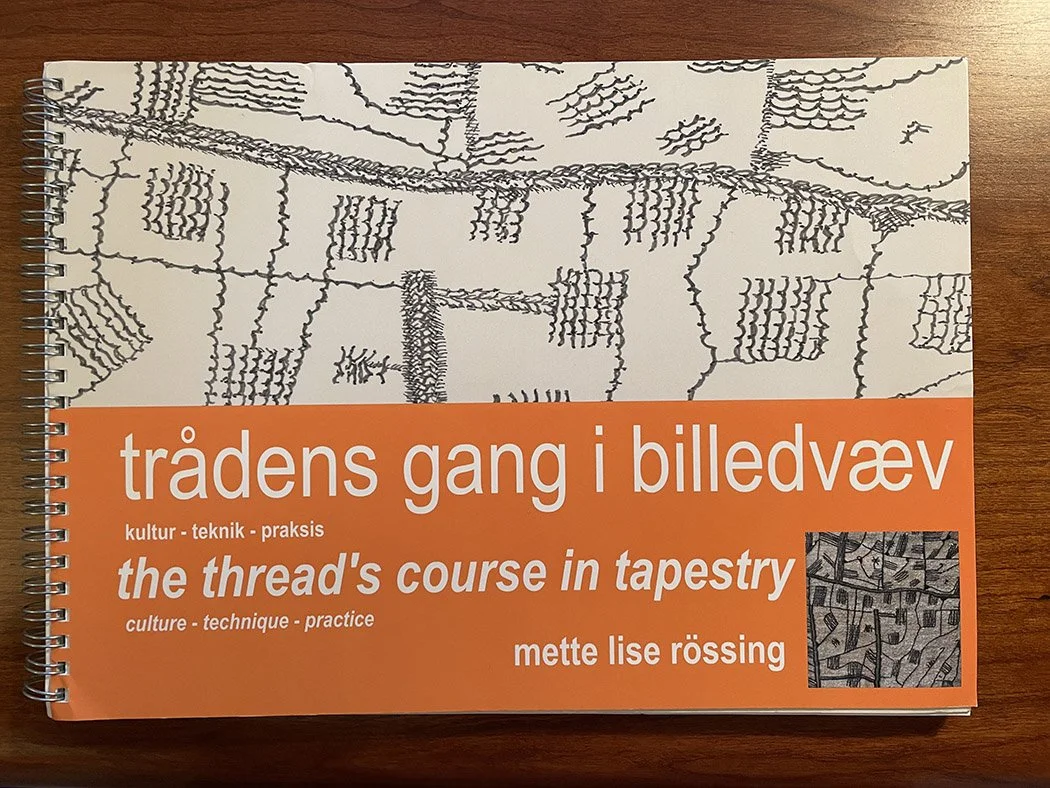 trådens gang i billedvæv
kultur - teknik - praksis
the thread's course in tapestry
culture - technique - practice
mette lise rössing